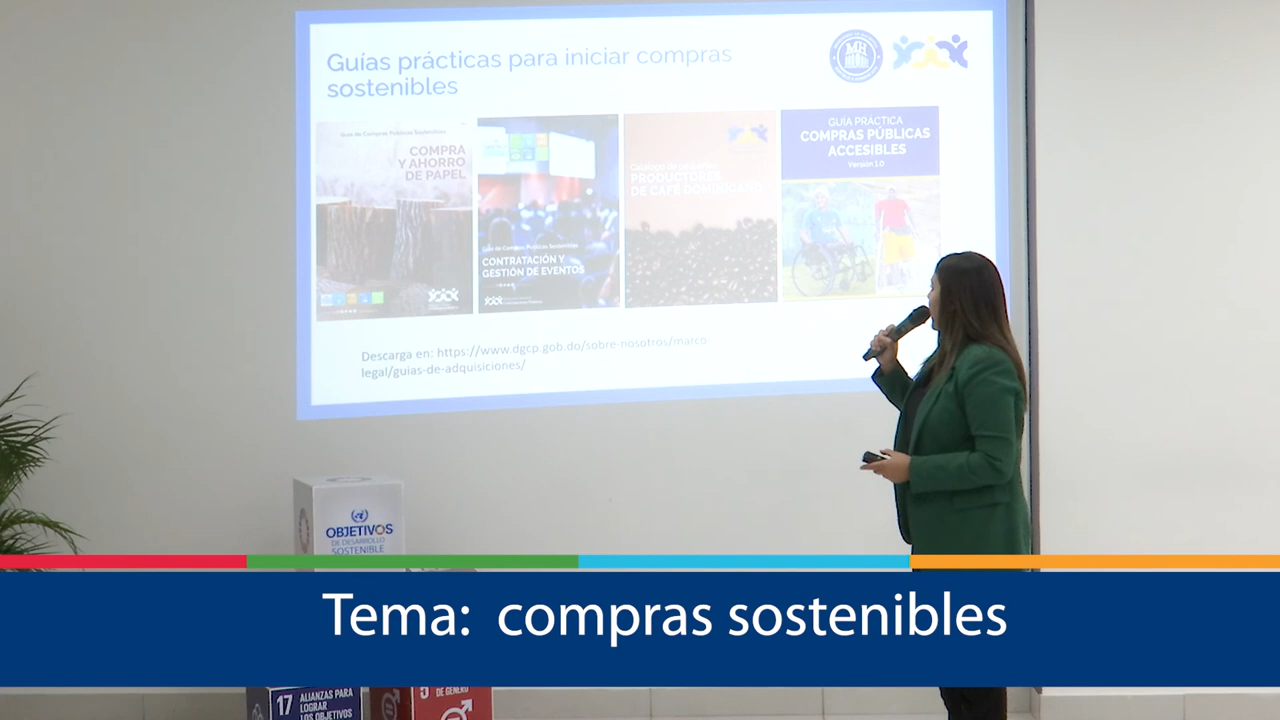 Guías prácticas para iniciar compras
sostenibles
MH
Guía de Compras Públicas Sostenibles
COMPRA
Y AHORRO
DE PAPEL
Guía de Compras Públicas Sostenibles
CONTRATACIÓN Y
GESTIÓN DE EVENTOS
PRODUCTORES
DE CAFÉ DOMINICANO
GUÍA PRÁCTICA
COMPRAS PÚBLICAS
ACCESIBLES
Versión 1.0
Descarga en: https://www.dgcp.gob.do/sobre-nosotros/marco
legal/guias-de-adquisiciones/
OBJETIVOS
DE DESARROLLO
SOSTENIBLE
Tema: compras sostenibles
17 ALIANZAS PARA
LOGRAR
LOS OBJETIVOS
5
DE GÉNERO